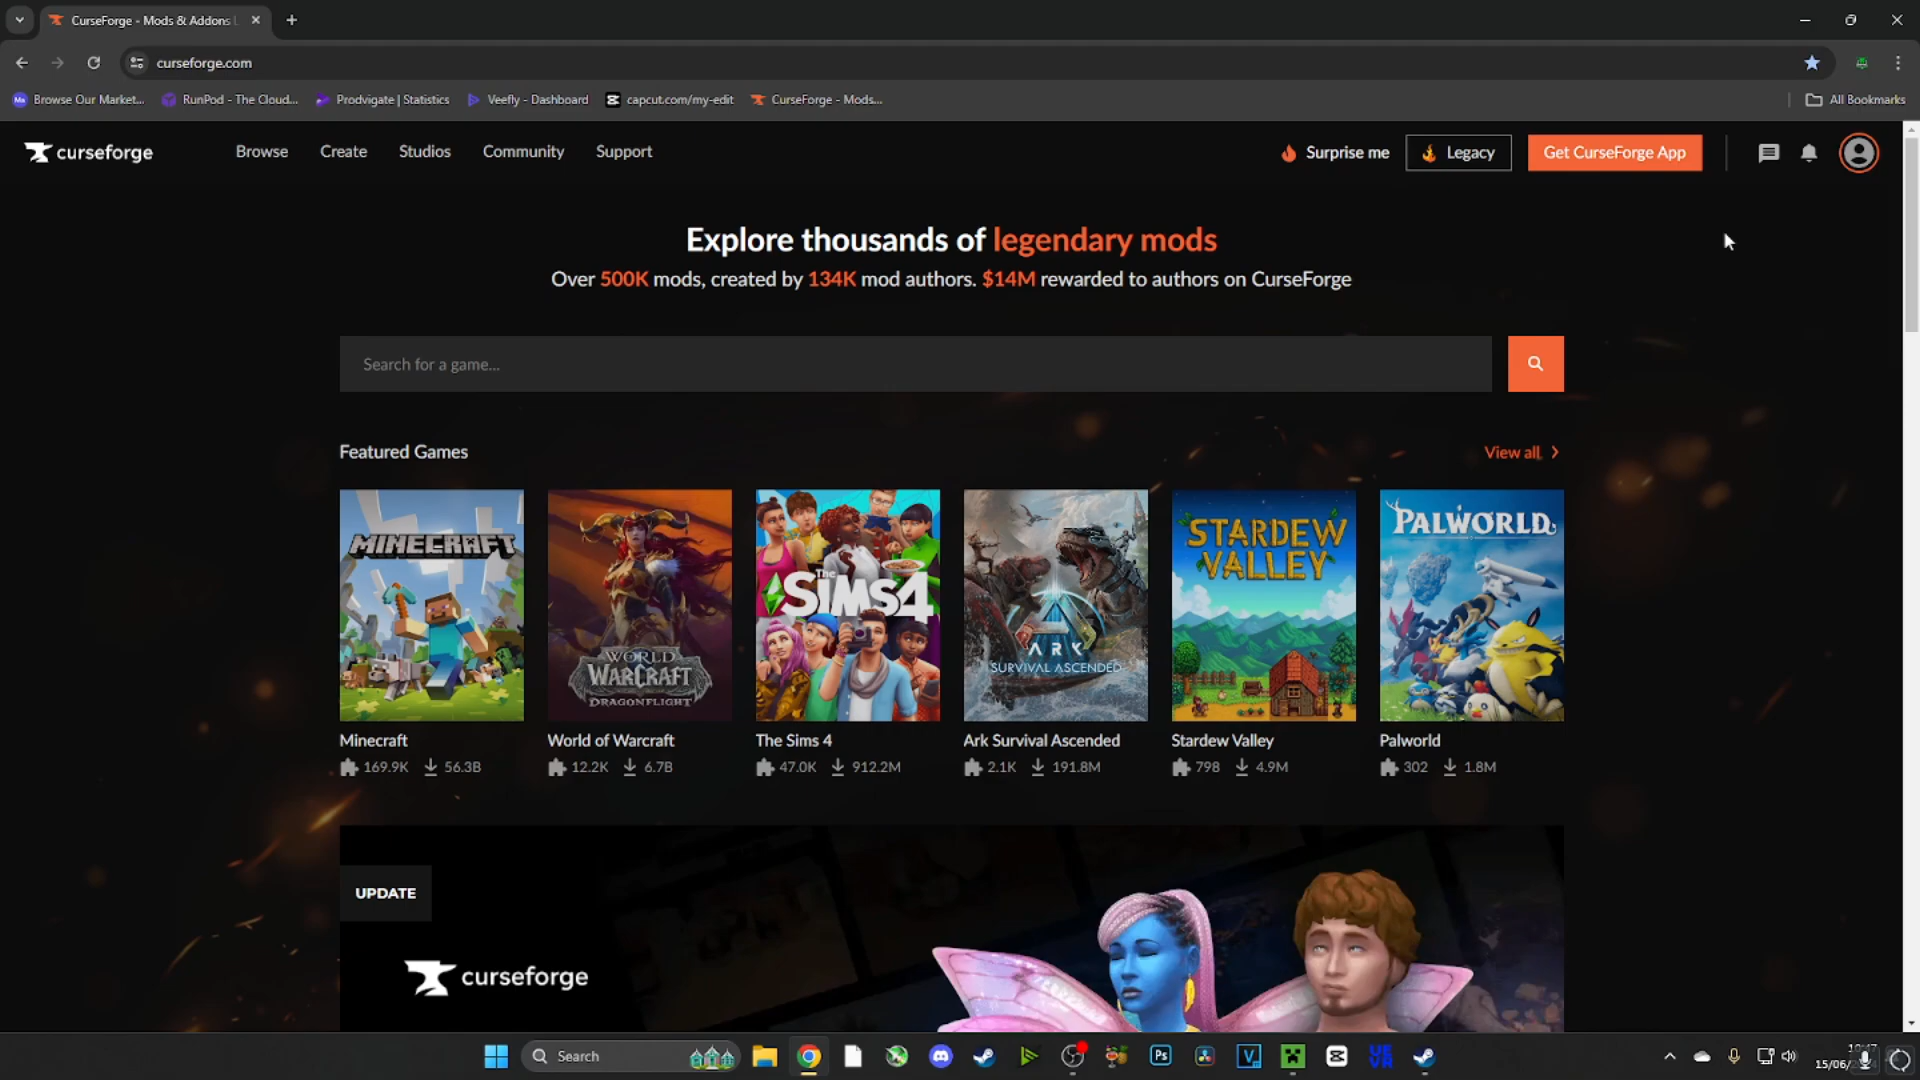 CurseForge - Mods & Addons
curseforge.com
Browse Our Market...
RunPod - The Cloud...
Prodvigate | Statistics
Veefly - Dashboard
capcut.com/my-edit
CurseForge - Mods...
All Bookmarks
curseforge
Browse
Create
Studios
Community
Support
Surprise me
Legacy
Get CurseForge App
Explore thousands of legendary mods
Over 500K mods, created by 134K mod authors. $14M rewarded to authors on CurseForge
Search for a game...
Featured Games
View all
MINECRAFT
WORLD
WARCRAFT
DRAGONFLIGHT
The
SIMS4
ARK
SURVIVAL ASCENDED
STARDEW
VALLEY
PALWORLD
Minecraft
World of Warcraft
The Sims 4
Ark Survival Ascended
Stardew Valley
Palworld
169.9K 56.3B
12.2K 6.7B
47.0K 912.2M
2.1K 191.8M
798 4.9M
302 1.8M
UPDATE
curseforge
Search
Ps
V
15/06/